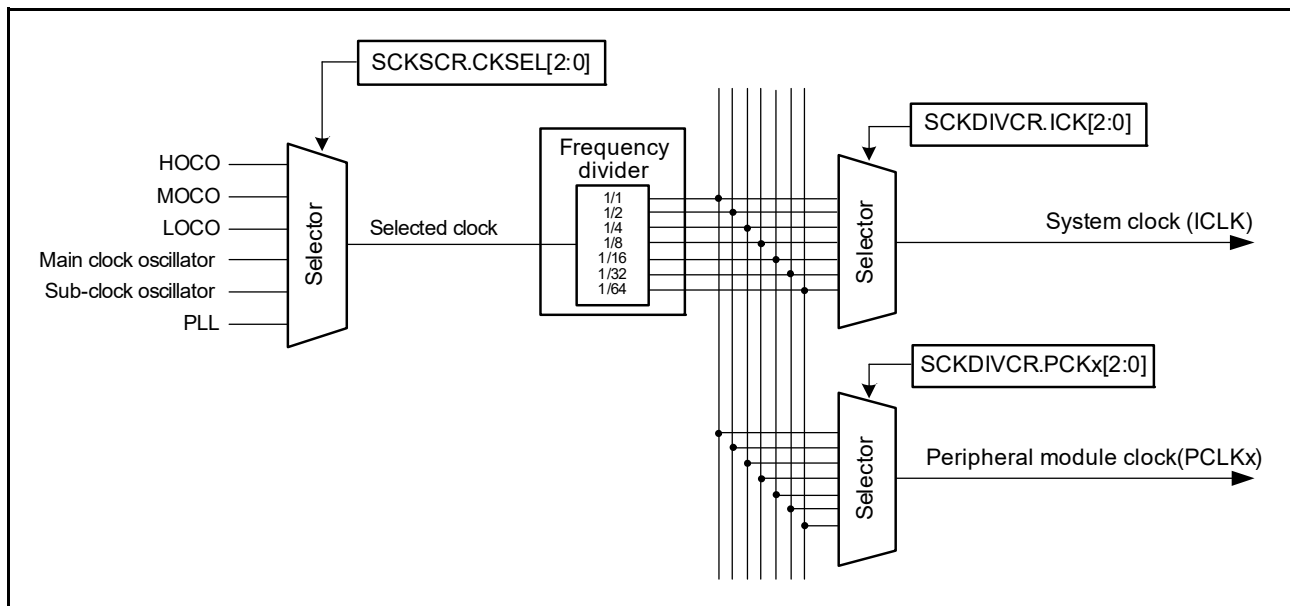 SCKSCR.CKSEL[2:0]
HOCO
MOCO
LOCO
Main clock oscillator
Sub-clock oscillator
PLL
Selector
Selected clock
Frequency
divider
1/1
1/2
1/4
1/8
1/16
1/32
1/64
SCKDIVCR.ICK[2:0]
Selector
System clock (ICLK)
SCKDIVCR.PCKx[2:0]
Selector
Peripheral module clock(PCLKx)